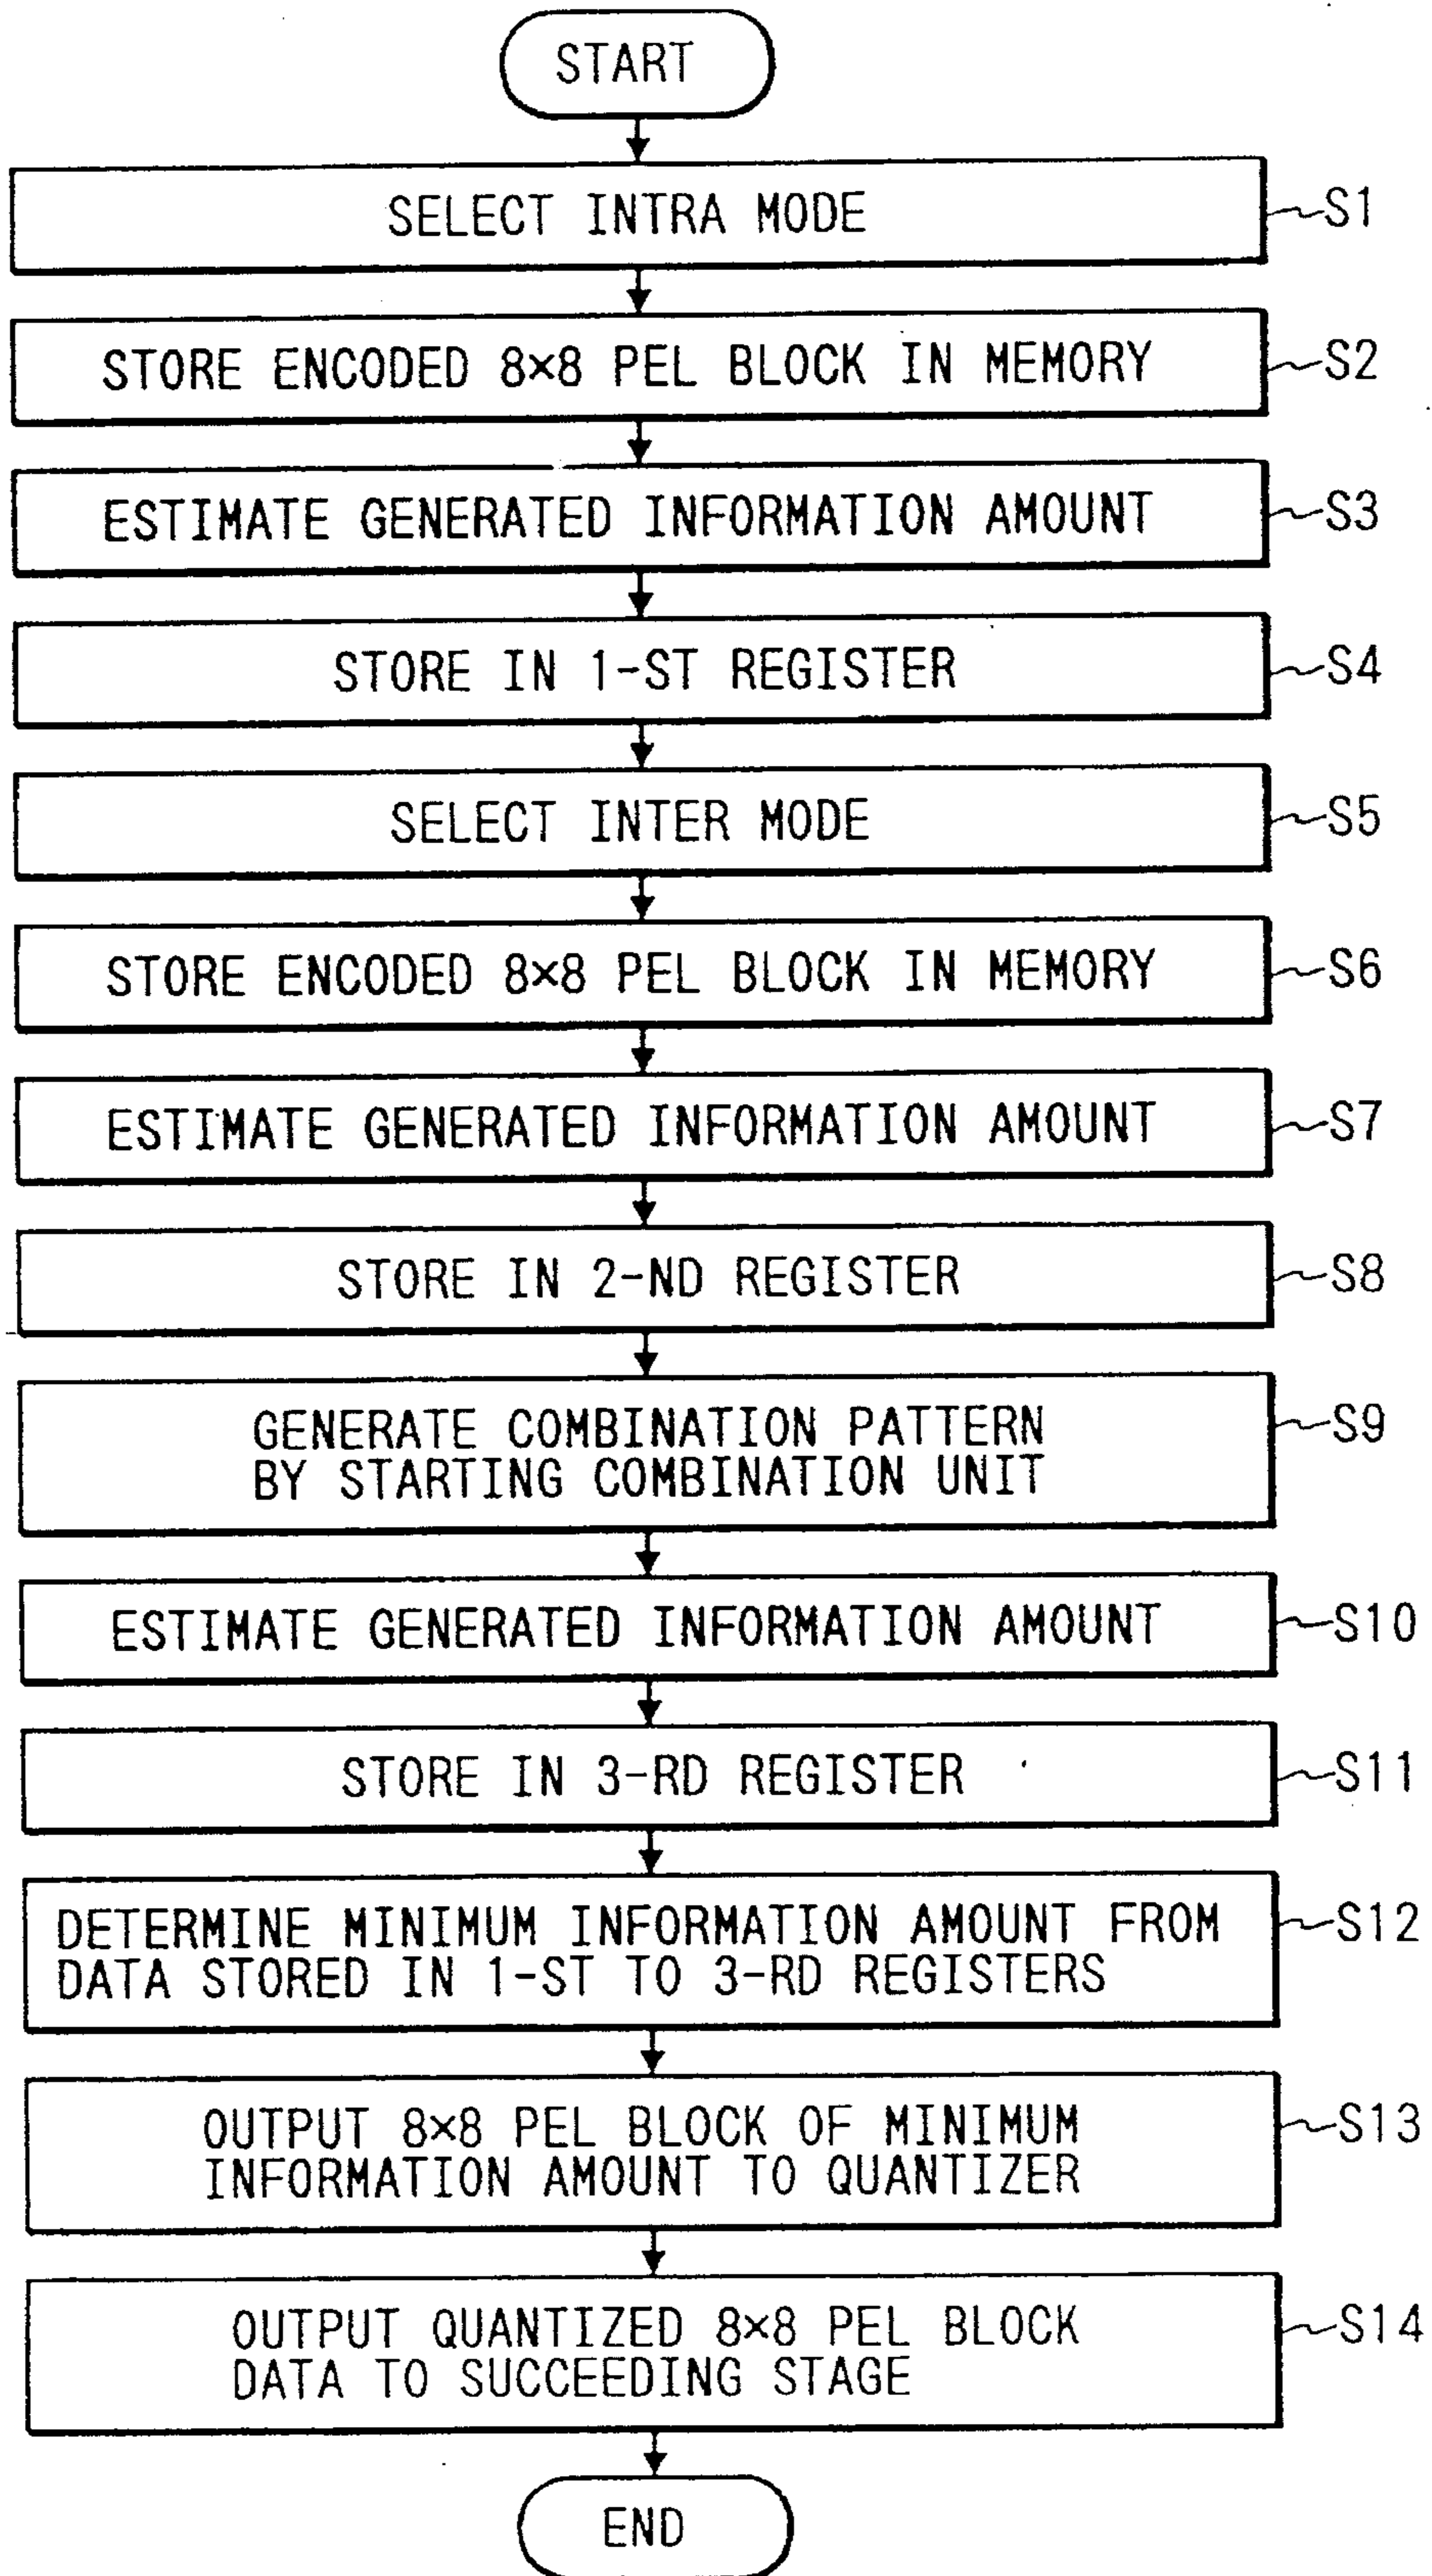 START
SELECT INTRA MODE
S1
STORE ENCODED 8×8 PEL BLOCK IN MEMORY
S2
ESTIMATE GENERATED INFORMATION AMOUNT
S3
STORE IN 1-ST REGISTER
S4
SELECT INTER MODE
S5
STORE ENCODED 8×8 PEL BLOCK IN MEMORY
S6
ESTIMATE GENERATED INFORMATION AMOUNT
S7
STORE IN 2-ND REGISTER
S8
GENERATE COMBINATION PATTERN
BY STARTING COMBINATION UNIT
S9
ESTIMATE GENERATED INFORMATION AMOUNT
S10
STORE IN 3-RD REGISTER
S11
DETERMINE MINIMUM INFORMATION AMOUNT FROM
DATA STORED IN 1-ST TO 3-RD REGISTERS
S12
OUTPUT 8×8 PEL BLOCK OF MINIMUM
INFORMATION AMOUNT TO QUANTIZER
S13
OUTPUT QUANTIZED 8×8 PEL BLOCK
DATA TO SUCCEEDING STAGE
S14
END